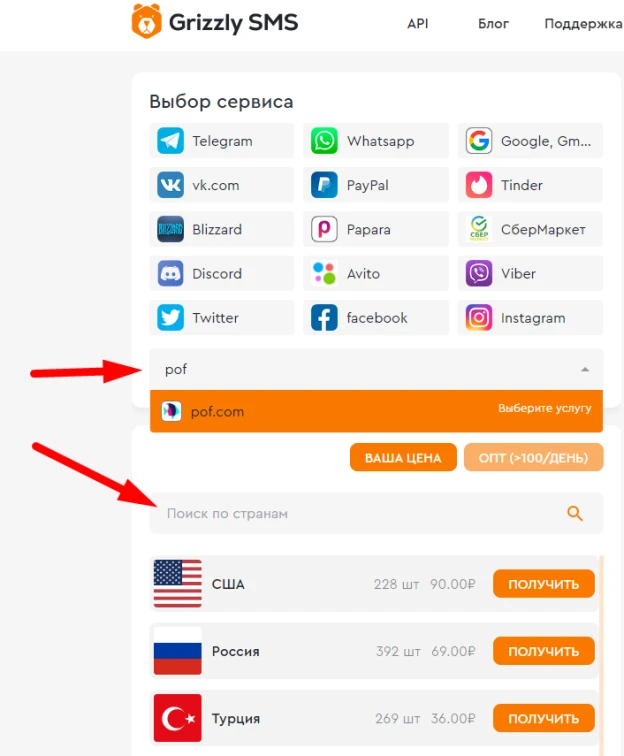 Grizzly SMS
API Блог Поддержка
Выбор сервиса
Telegram Whatsapp Google, Gm...
vk.com PayPal Tinder
Blizzard Papara СберМаркет
Discord Avito Viber
Twitter facebook Instagram
pof
pof.com Выберите услугу
ВАША ЦЕНА ОПТ (>100/ДЕНЬ)
Поиск по странам
США 228 шт 90.00₽ ПОЛУЧИТЬ
Россия 392 шт 69.00₽ ПОЛУЧИТЬ
Турция 269 шт 36.00₽ ПОЛУЧИТЬ